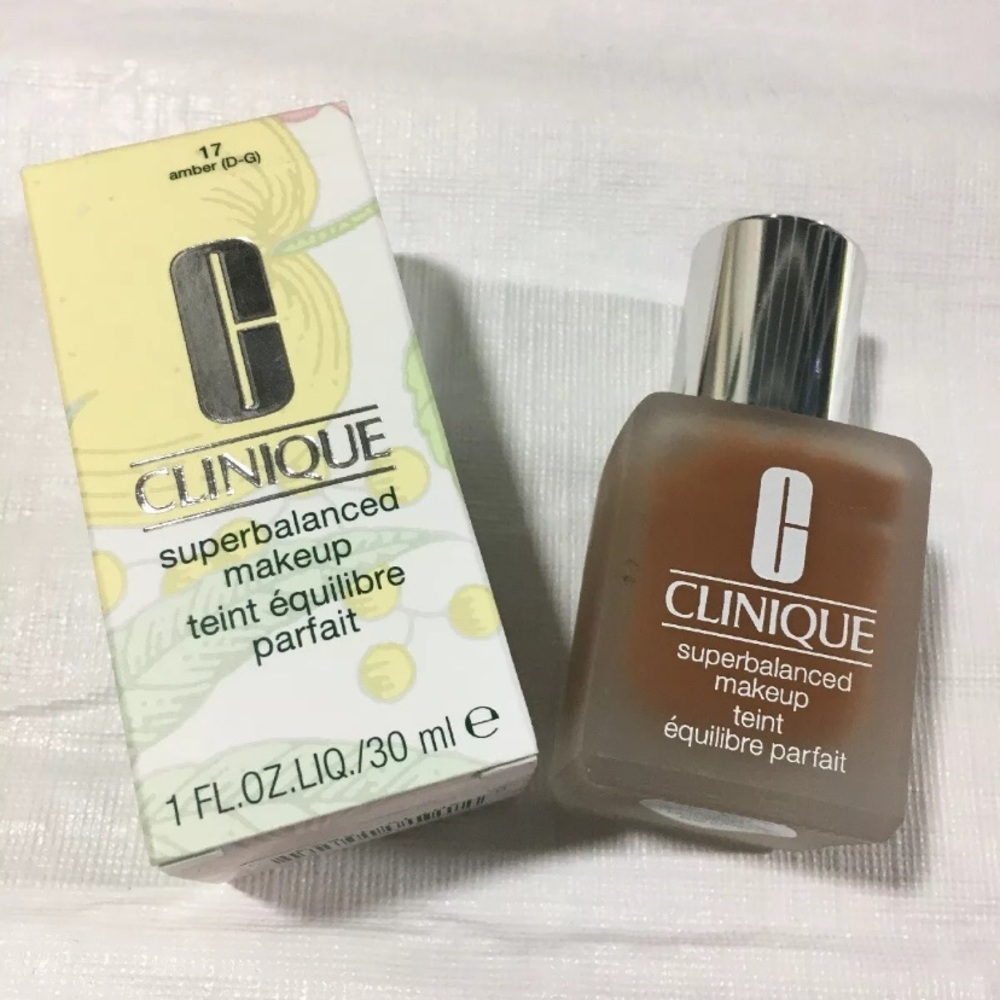 17
amber (D-G)
C
CLINIQUE
superbalanced
makeup
teint équilibre
parfait
1 FL.OZ.LIQ./30 ml e
C
CLINIQUE
superbalanced
makeup
teint
équilibre parfait